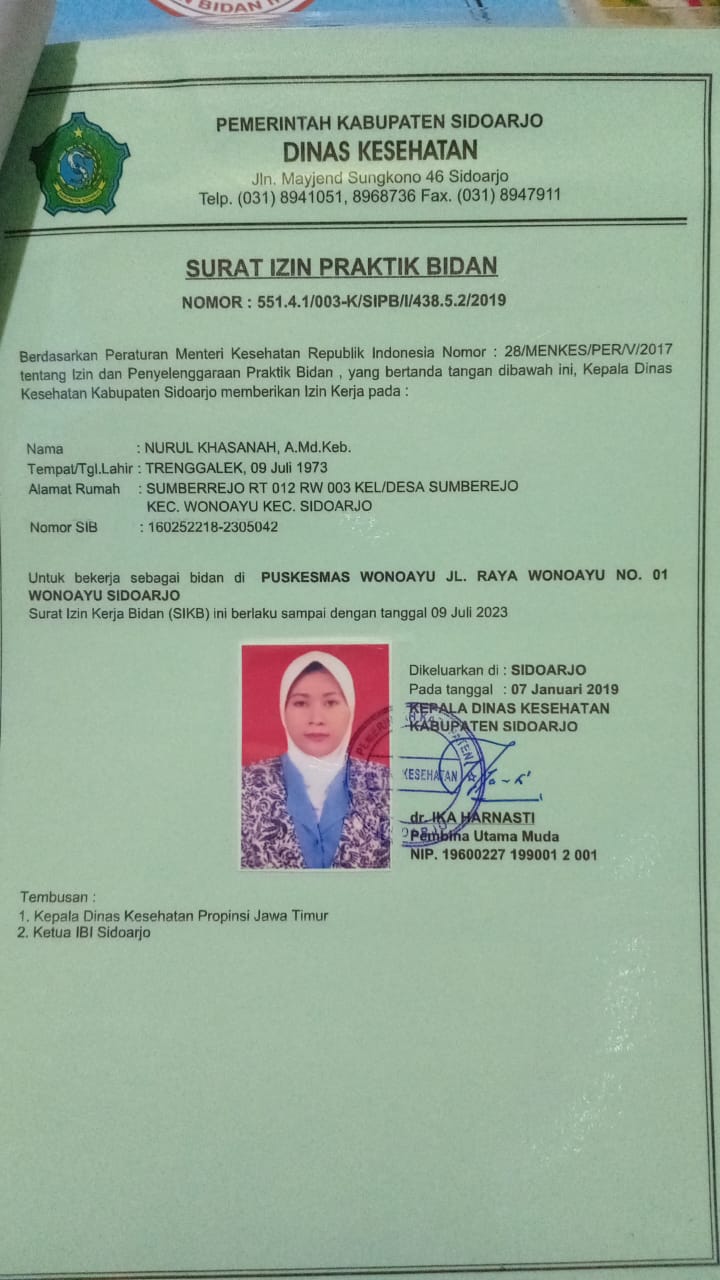 BIDAN
PEMERINTAH KABUPATEN SIDOARJO
DINAS KESEHATAN
Jln. Mayjend Sungkono 46 Sidoarjo
Telp. (031) 8941051, 8968736 Fax. (031) 8947911
SURAT IZIN PRAKTIK BIDAN
NOMOR : 551.4.1/003-K/SIPB/I/438.5.2/2019
Berdasarkan Peraturan Menteri Kesehatan Republik Indonesia Nomor : 28/MENKES/PER/V/2017
tentang Izin dan Penyelenggaraan Praktik Bidan , yang bertanda tangan dibawah ini, Kepala Dinas
Kesehatan Kabupaten Sidoarjo memberikan Izin Kerja pada :
Nama : NURUL KHASANAH, A.Md.Keb.
Tempat/Tgl.Lahir : TRENGGALEK, 09 Juli 1973
Alamat Rumah : SUMBERREJO RT 012 RW 003 KEL/DESA SUMBEREJO
KEC. WONOAYU KEC. SIDOARJO
Nomor SIB : 160252218-2305042
Untuk bekerja sebagai bidan di PUSKESMAS WONOAYU JL. RAYA WONOAYU NO. 01
WONOAYU SIDOARJO
Surat Izin Kerja Bidan (SIKB) ini berlaku sampai dengan tanggal 09 Juli 2023
Dikeluarkan di : SIDOARJO
Pada tanggal : 07 Januari 2019
KEPALA DINAS KESEHATAN
KABUPATEN SIDOARJO
KESEHATAN
dr. IKA HARNASTI
Pembina Utama Muda
NIP. 19600227 199001 2 001
Tembusan :
1. Kepala Dinas Kesehatan Propinsi Jawa Timur
2. Ketua IBI Sidoarjo